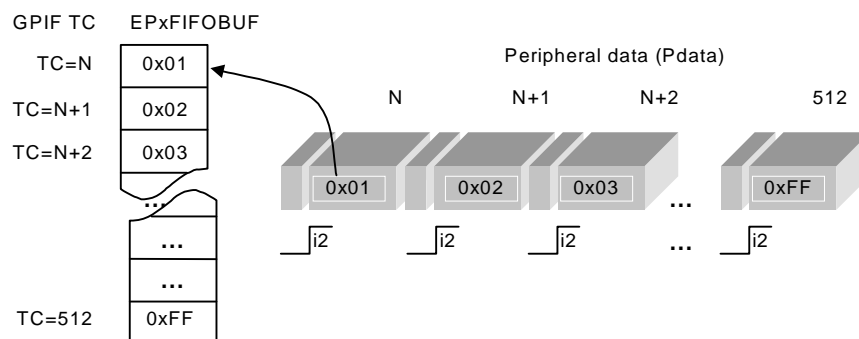 GPIF TC EPxFIFOBUF
TC=N 0x01
TC=N+1 0x02
TC=N+2 0x03
...
...
...
TC=512 0xFF
Peripheral data (Pdata)
N N+1 N+2 512
0x01 0x02 0x03 ... 0xFF
i2 i2 i2 ... i2